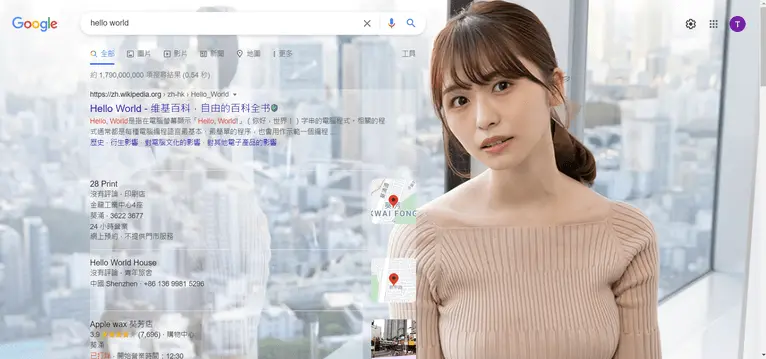 Google
hello world
全部
圖片
影片
新聞
地圖
更多
工具
約 1,790,000,000 項搜尋結果 (0.54 秒)
https://zh.wikipedia.org › zh-hk › Hello_World
Hello World - 維基百科，自由的百科全書
Hello, World是指在電腦螢幕顯示「Hello, World!」（你好，世界！）字串的電腦程式。相關的程
式通常都是每種電腦編程語言最基本、最簡單的程序，也會用作示範一個編程 ...
歷史 · 衍生影響 · 對電腦文化的影響 · 對其他電子產品的影響
28 Print
沒有評論 · 印刷店
金龍工業中心4座
葵涌 · 3622 3677
24 小時營業
網上預約 · 不提供門市服務
KWAI FONG
Hello World House
沒有評論 · 青年旅舍
中國 Shenzhen · +86 136 9981 5296
Apple wax 葵芳店
3.9 (7,696) · 購物中心
葵涌
開始營業時間：12:30
T